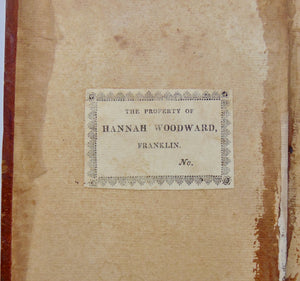 THE PROPERTY OF
HANNAH WOODWARD,
FRANKLIN.
No.